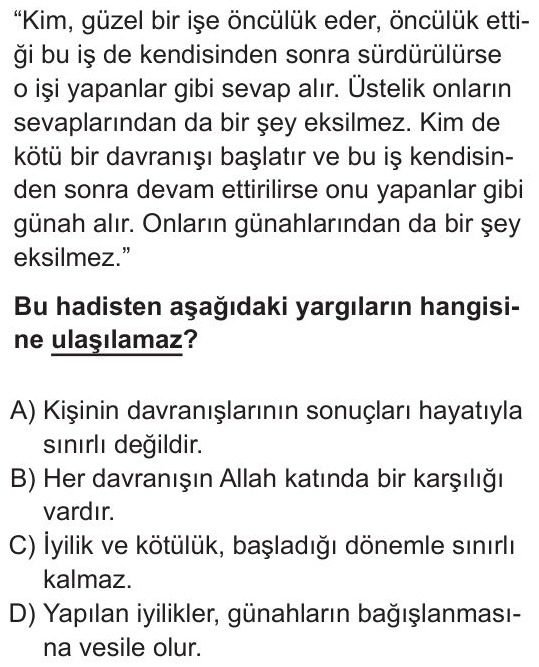 “Kim, güzel bir işe öncülük eder, öncülük etti-
ği bu iş de kendisinden sonra sürdürülürse
o işi yapanlar gibi sevap alır. Üstelik onların
sevaplarından da bir şey eksilmez. Kim de
kötü bir davranışı başlatır ve bu iş kendisin-
den sonra devam ettirilirse onu yapanlar gibi
günah alır. Onların günahlarından da bir şey
eksilmez.”
Bu hadisten aşağıdaki yargıların hangisi-
ne ulaşılamaz?
A) Kişinin davranışlarının sonuçları hayatıyla
sınırlı değildir.
B) Her davranışın Allah katında bir karşılığı
vardır.
C) İyilik ve kötülük, başladığı dönemle sınırlı
kalmaz.
D) Yapılan iyilikler, günahların bağışlanması-
na vesile olur.